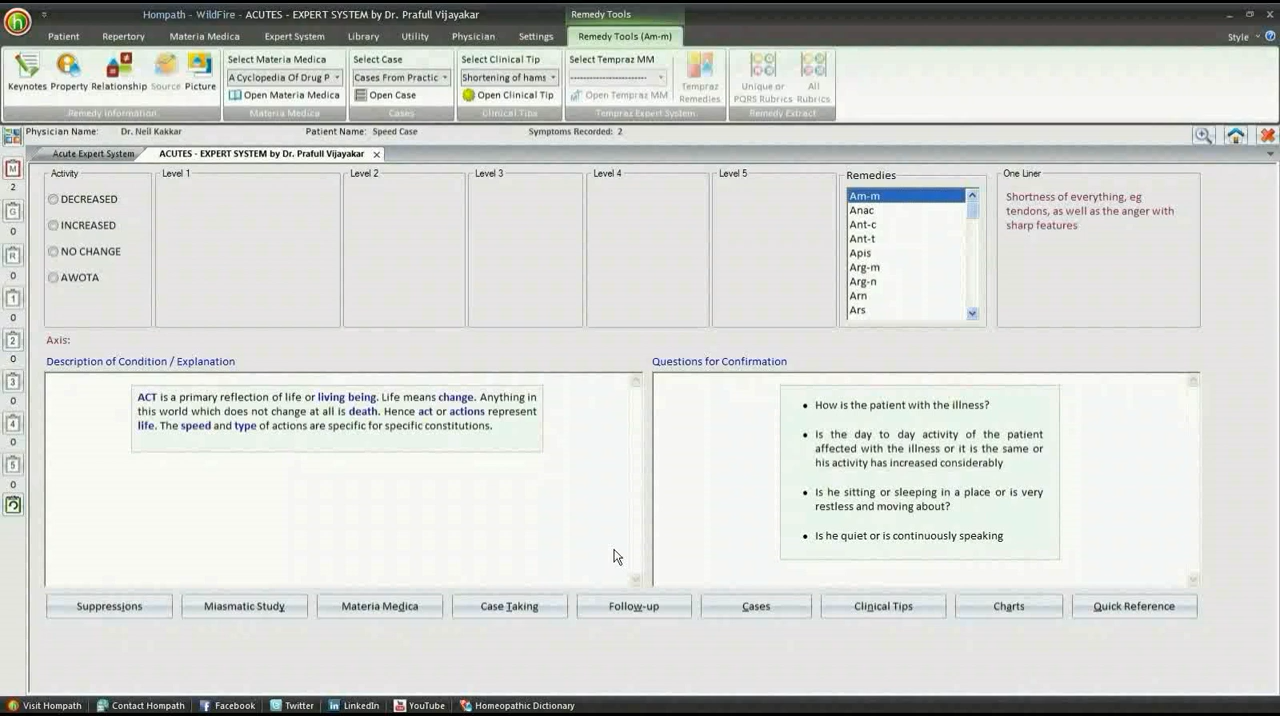 Hompath - WildFire - ACUTES - EXPERT SYSTEM by Dr. Prafull Vijayakar
Remedy Tools
Patient Repertory Materia Medica Expert System Library Utility Physician Settings Remedy Tools (Am-m) Style
Select Materia Medica Select Case Select Clinical Tip Select Tempraz MM
A Cyclopedia Of Drug P Cases From Practic Shortening of hams --------------------
Keynotes Property Relationship Source Picture Tempraz Remedies Unique or PQRS Rubrics All Rubrics
Open Materia Medica Open Case Open Clinical Tip Open Tempraz MM
Remedy Information Materia Medica Cases Clinical Tips Tempraz Expert System Remedy Extract
Physician Name: Dr. Neil Kakkar Patient Name: Speed Case Symptoms Recorded: 2
Acute Expert System ACUTES - EXPERT SYSTEM by Dr. Prafull Vijayakar
M
2
G
0
R
0
1
0
2
0
3
0
4
0
5
0
Activity Level 1 Level 2 Level 3 Level 4 Level 5 Remedies One Liner
DECREASED
INCREASED
NO CHANGE
AWOTA
Am-m
Anac
Ant-c
Ant-t
Apis
Arg-m
Arg-n
Arn
Ars
Shortness of everything, eg
tendons, as well as the anger with
sharp features
Axis:
Description of Condition / Explanation
ACT is a primary reflection of life or living being. Life means change. Anything in
this world which does not change at all is death. Hence act or actions represent
life. The speed and type of actions are specific for specific constitutions.
Questions for Confirmation
• How is the patient with the illness?
• Is the day to day activity of the patient
affected with the illness or it is the same or
his activity has increased considerably
• Is he sitting or sleeping in a place or is very
restless and moving about?
• Is he quiet or is continuously speaking
Suppressions Miasmatic Study Materia Medica Case Taking Follow-up Cases Clinical Tips Charts Quick Reference
Visit Hompath Contact Hompath Facebook Twitter LinkedIn YouTube Homeopathic Dictionary